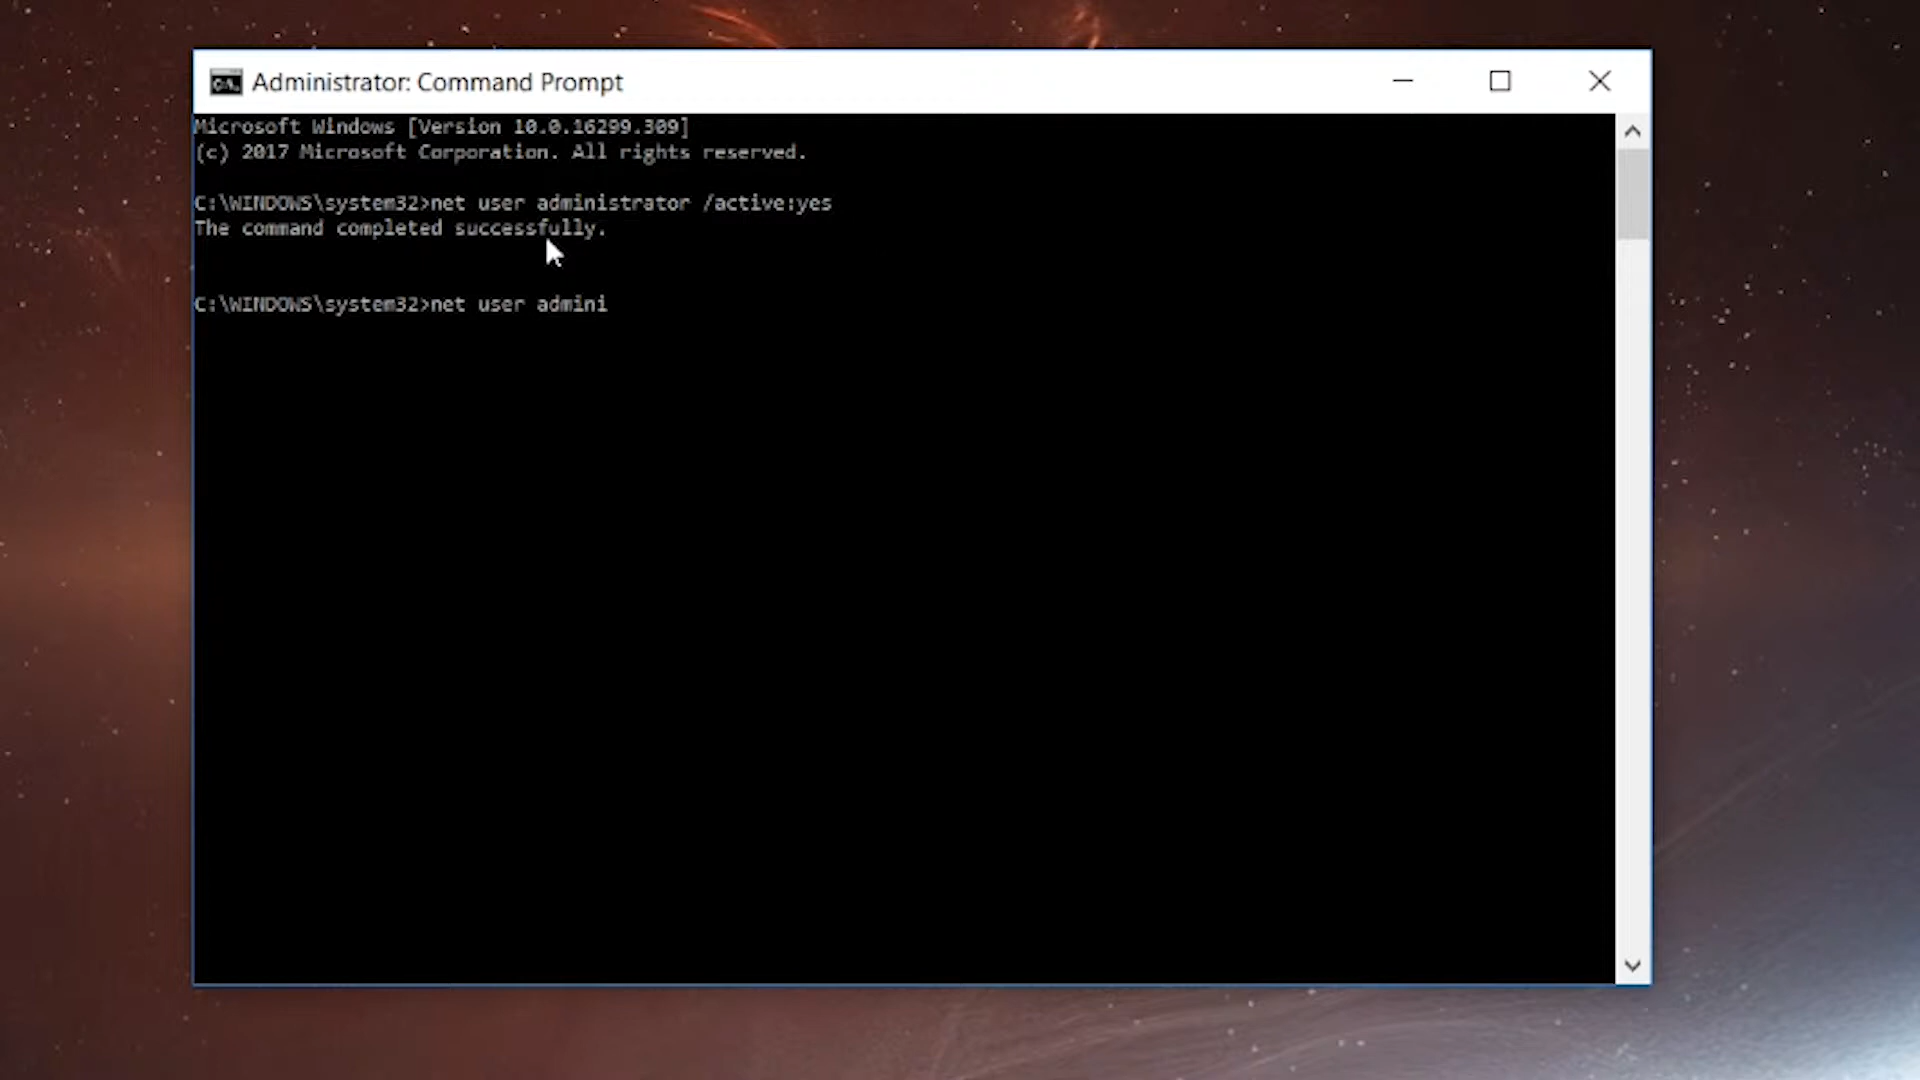 Administrator: Command Prompt
Microsoft Windows [Version 10.0.16299.309]
(c) 2017 Microsoft Corporation. All rights reserved.
C:\WINDOWS\system32>net user administrator /active:yes
The command completed successfully.
C:\WINDOWS\system32>net user admini